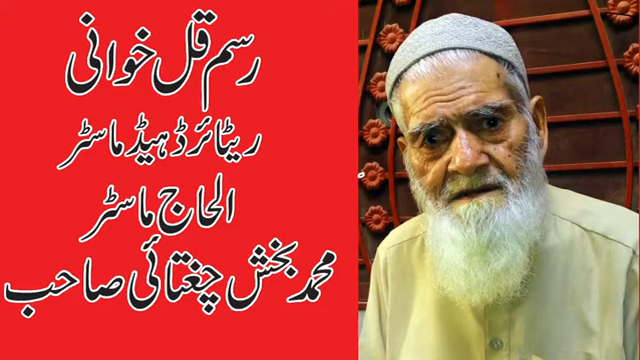 رسم قل خوانی
ریٹائرڈ ہیڈ ماسٹر
الحاج ماسٹر
محمد بخش چغتائی صاحب